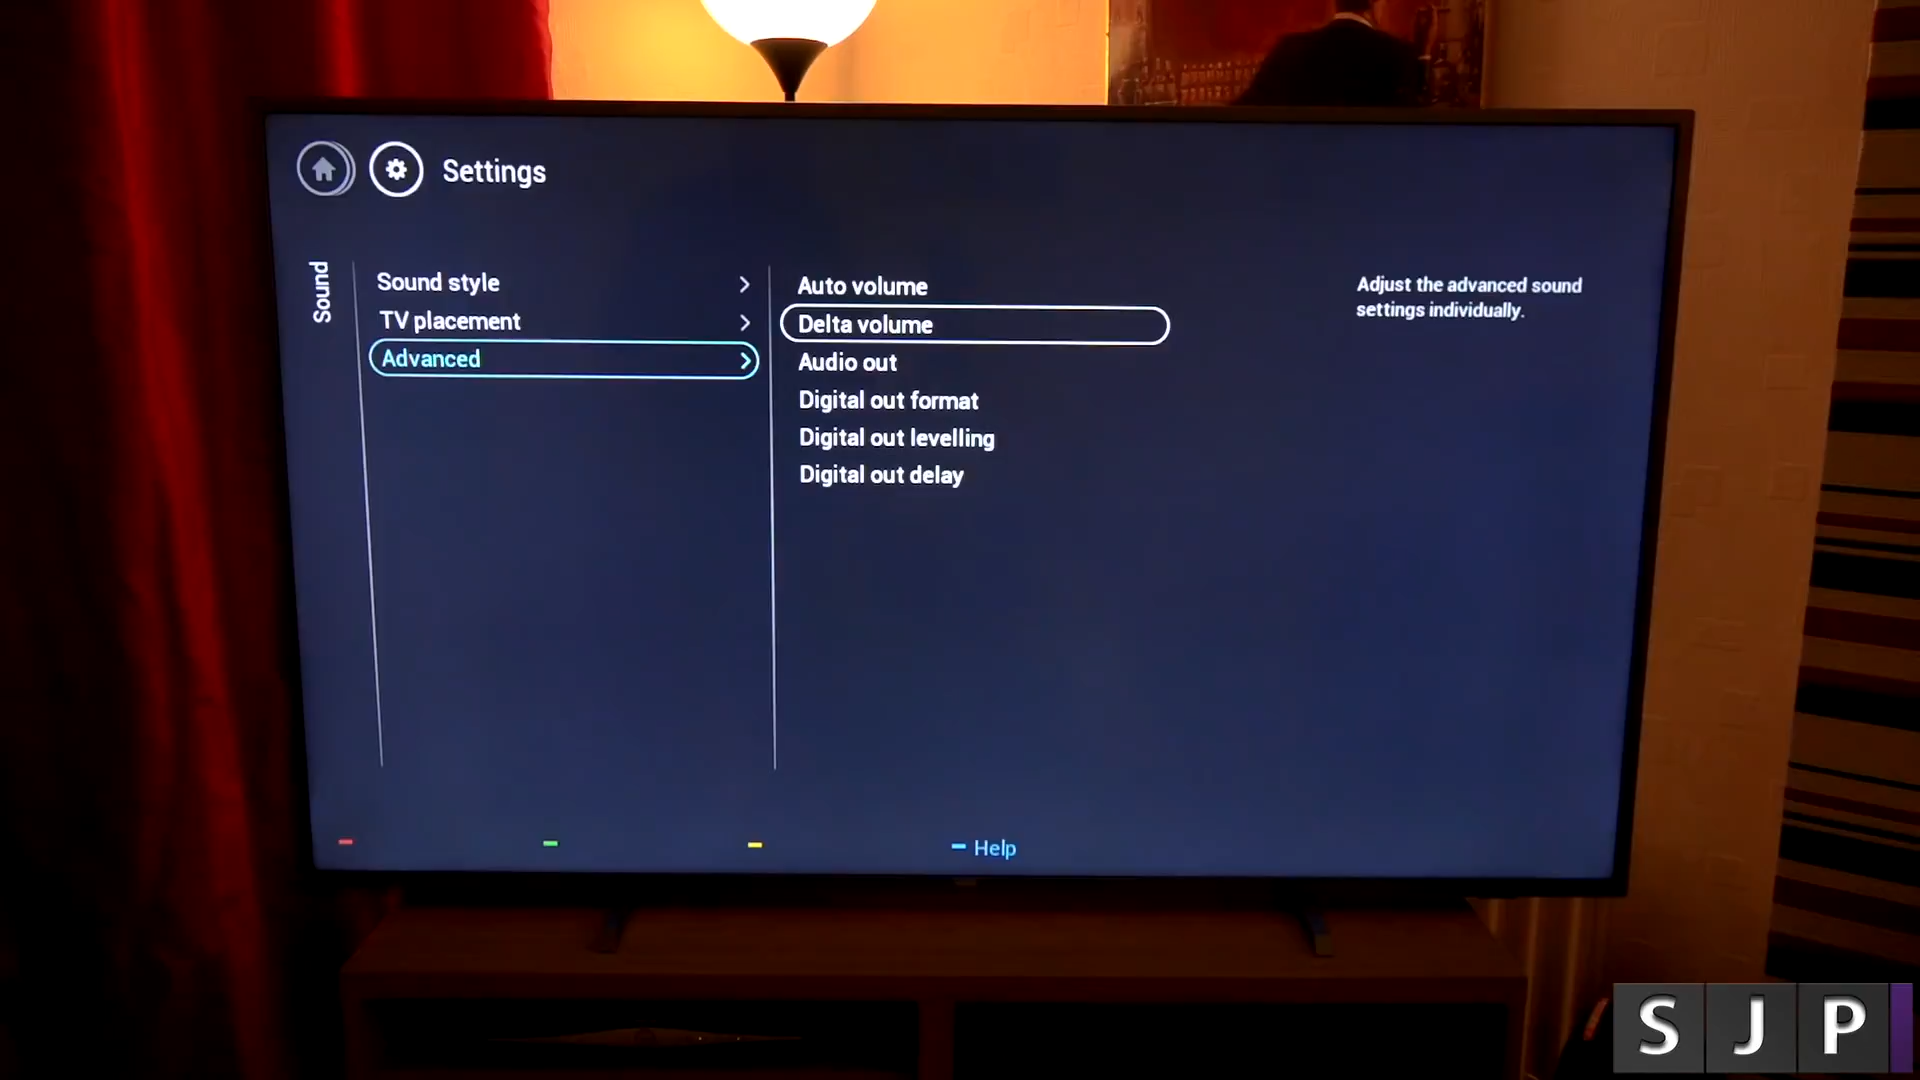 Settings
Sound
Sound style
TV placement
Advanced
Auto volume
Delta volume
Audio out
Digital out format
Digital out levelling
Digital out delay
Adjust the advanced sound
settings individually.
Help
SJP